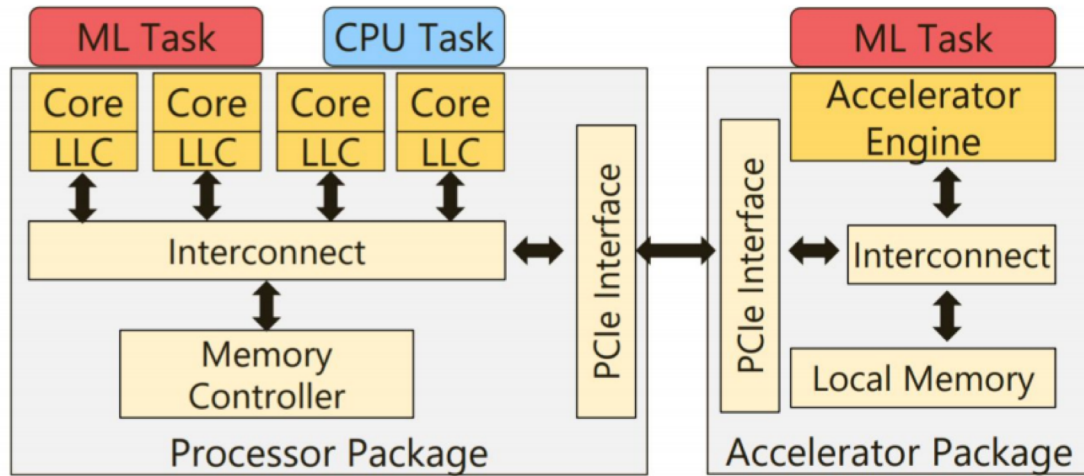 ML Task
CPU Task
ML Task
Core
Core
Core
Core
LLC
LLC
LLC
LLC
Interconnect
Memory
Controller
PCIe Interface
Processor Package
PCIe Interface
Accelerator
Engine
Interconnect
Local Memory
Accelerator Package